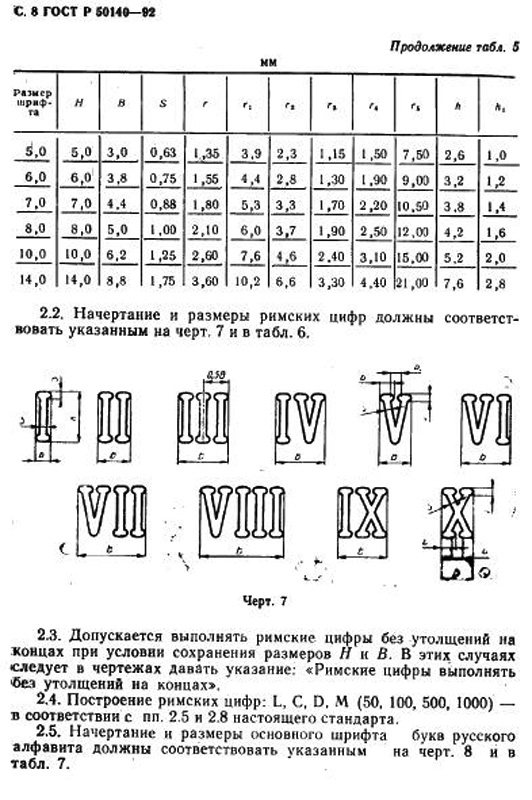 С. 8 ГОСТ Р 50140—92
Продолжение табл. 5
мм
Размер шриф-та H B S r r₁ r₂ r₃ r₄ r₅ h h₁
5,0 5,0 3,0 0,63 1,35 3,9 2,3 1,15 1,50 7,50 2,6 1,0
6,0 6,0 3,8 0,75 1,55 4,4 2,8 1,30 1,90 9,00 3,2 1,2
7,0 7,0 4,4 0,88 1,80 5,3 3,3 1,70 2,20 10,50 3.8 1,4
8,0 8,0 5,0 1,00 2,10 6,0 3,7 1,90 2,50 12,00 4,2 1,6
10,0 10,0 6,2 1,25 2,60 7,6 4,6 2,40 3,10 15,00 5,2 2,0
14,0 14,0 8,8 1,75 3,60 10,2 6,6 3,30 4,40 21,00 7,6 2,8
2.2. Начертание и размеры римских цифр должны соответст-
вовать указанным на черт. 7 и в табл. 6.
0,5B
I II III IV V VI
VII VIII IX X
Черт. 7
2.3. Допускается выполнять римские цифры без утолщений на
концах при условии сохранения размеров H и B. В этих случаях
следует в чертежах давать указание: «Римские цифры выполнять
без утолщений на концах».
2.4. Построение римских цифр: L, C, D, M (50, 100, 500, 1000) —
в соответствии с пп. 2.5 и 2.8 настоящего стандарта.
2.5. Начертание и размеры основного шрифта букв русского
алфавита должны соответствовать указанным на черт. 8 и в
табл. 7.